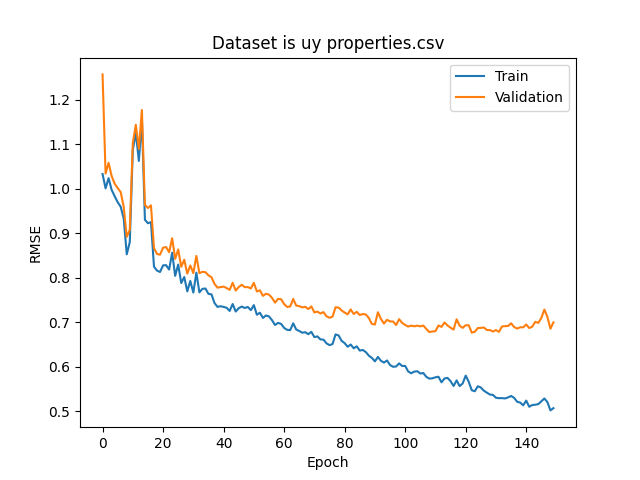 Dataset is uy properties.csv
Train
Validation
RMSE
1.2
1.1
1.0
0.9
0.8
0.7
0.6
0.5
0 20 40 60 80 100 120 140
Epoch